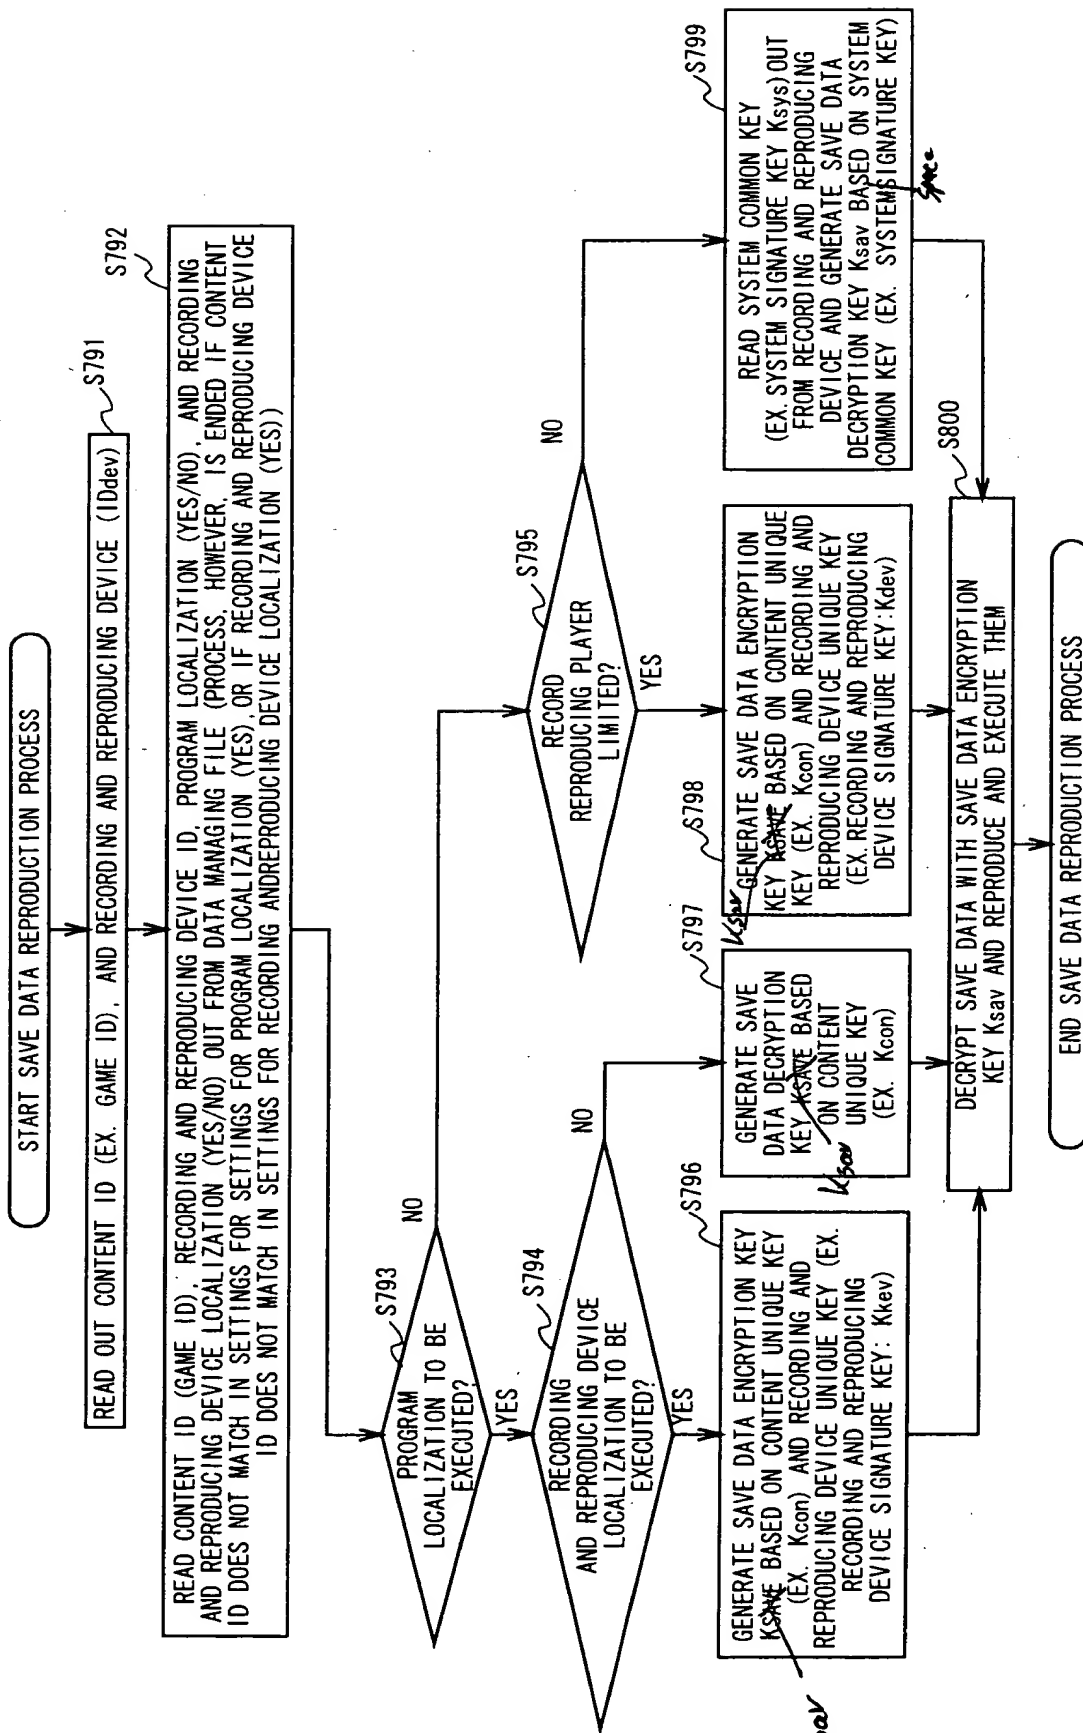 START SAVE DATA REPRODUCTION PROCESS
S791
READ OUT CONTENT ID (EX. GAME ID), AND RECORDING AND REPRODUCING DEVICE (IDdev)
S792
READ CONTENT ID (GAME ID), RECORDING AND REPRODUCING DEVICE ID, PROGRAM LOCALIZATION (YES/NO), AND RECORDING
AND REPRODUCING DEVICE LOCALIZATION (YES/NO) OUT FROM DATA MANAGING FILE (PROCESS, HOWEVER, IS ENDED IF CONTENT
ID DOES NOT MATCH IN SETTINGS FOR SETTINGS FOR PROGRAM LOCALIZATION (YES), OR IF RECORDING AND REPRODUCING DEVICE
ID DOES NOT MATCH IN SETTINGS FOR RECORDING ANDREPRODUCING DEVICE LOCALIZATION (YES))
S793
PROGRAM
LOCALIZATION TO BE
EXECUTED?
NO
YES
S794
RECORDING
AND REPRODUCING DEVICE
LOCALIZATION TO BE
EXECUTED?
NO
YES
S795
RECORD
REPRODUCING PLAYER
LIMITED?
NO
YES
S796
GENERATE SAVE DATA ENCRYPTION KEY
KSAVE BASED ON CONTENT UNIQUE KEY
(EX. Kcon) AND RECORDING AND
REPRODUCING DEVICE UNIQUE KEY (EX.
RECORDING AND REPRODUCING
DEVICE SIGNATURE KEY: Kkev)
S797
GENERATE SAVE
DATA DECRYPTION
KEY KSAVE BASED
ON CONTENT
UNIQUE KEY
(EX. Kcon)
Ksav
S798
GENERATE SAVE DATA ENCRYPTION
KEY KSAVE BASED ON CONTENT UNIQUE
KEY (EX. Kcon) AND RECORDING AND
REPRODUCING DEVICE UNIQUE KEY
(EX.RECORDING AND REPRODUCING
DEVICE SIGNATURE KEY:Kdev)
Ksav
S799
READ SYSTEM COMMON KEY
(EX.SYSTEM SIGNATURE KEY Ksys)OUT
FROM RECORDING AND REPRODUCING
DEVICE AND GENERATE SAVE DATA
DECRYPTION KEY Ksav BASED ON SYSTEM
COMMON KEY (EX. SYSTEMSIGNATURE KEY)
space
S800
DECRYPT SAVE DATA WITH SAVE DATA ENCRYPTION
KEY Ksav AND REPRODUCE AND EXECUTE THEM
END SAVE DATA REPRODUCTION PROCESS